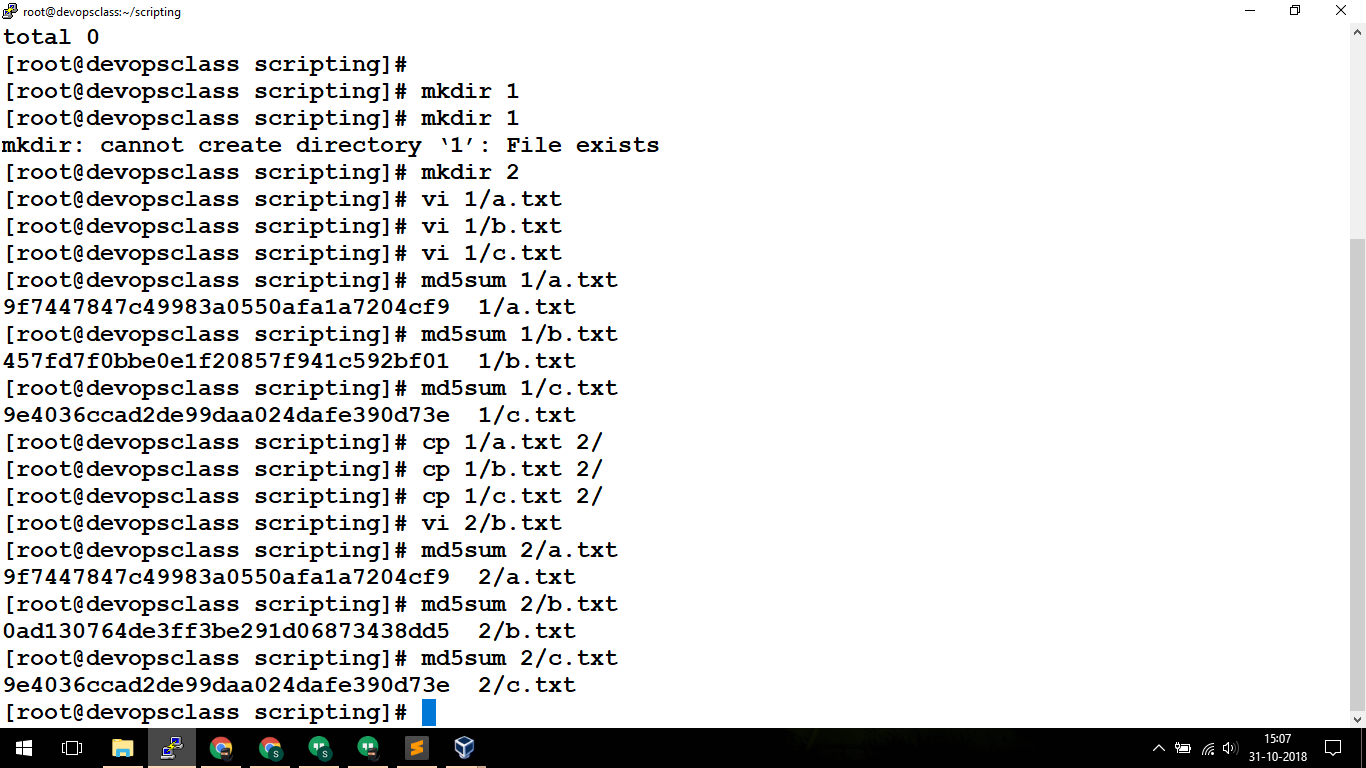 root@devopsclass:~/scripting
total 0
[root@devopsclass scripting]#
[root@devopsclass scripting]# mkdir 1
[root@devopsclass scripting]# mkdir 1
mkdir: cannot create directory ‘1’: File exists
[root@devopsclass scripting]# mkdir 2
[root@devopsclass scripting]# vi 1/a.txt
[root@devopsclass scripting]# vi 1/b.txt
[root@devopsclass scripting]# vi 1/c.txt
[root@devopsclass scripting]# md5sum 1/a.txt
9f7447847c49983a0550afa1a7204cf9  1/a.txt
[root@devopsclass scripting]# md5sum 1/b.txt
457fd7f0bbe0e1f20857f941c592bf01  1/b.txt
[root@devopsclass scripting]# md5sum 1/c.txt
9e4036ccad2de99daa024dafe390d73e  1/c.txt
[root@devopsclass scripting]# cp 1/a.txt 2/
[root@devopsclass scripting]# cp 1/b.txt 2/
[root@devopsclass scripting]# cp 1/c.txt 2/
[root@devopsclass scripting]# vi 2/b.txt
[root@devopsclass scripting]# md5sum 2/a.txt
9f7447847c49983a0550afa1a7204cf9  2/a.txt
[root@devopsclass scripting]# md5sum 2/b.txt
0ad130764de3ff3be291d06873438dd5  2/b.txt
[root@devopsclass scripting]# md5sum 2/c.txt
9e4036ccad2de99daa024dafe390d73e  2/c.txt
[root@devopsclass scripting]#
15:07
31-10-2018